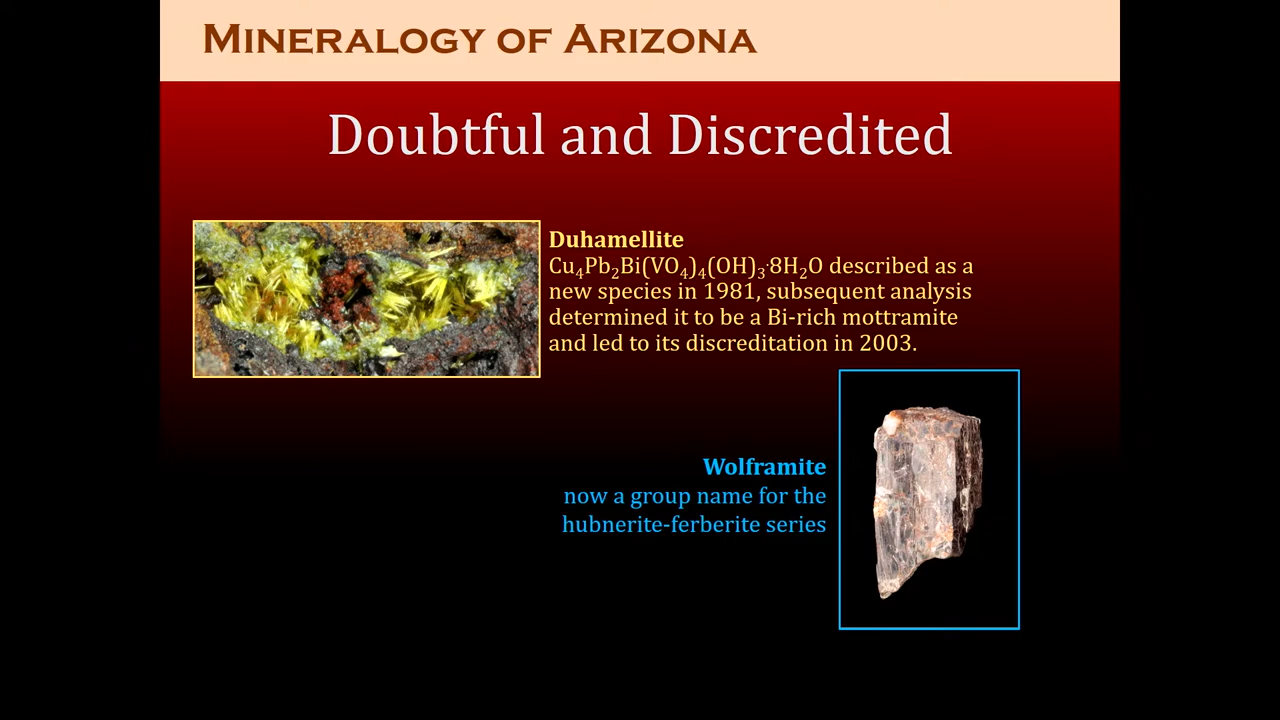 MINERALOGY OF ARIZONA
Doubtful and Discredited
Duhamellite
Cu₄Pb₂Bi(VO₄)₄(OH)₃·8H₂O described as a
new species in 1981, subsequent analysis
determined it to be a Bi-rich mottramite
and led to its discreditation in 2003.
Wolframite
now a group name for the
hubnerite-ferberite series